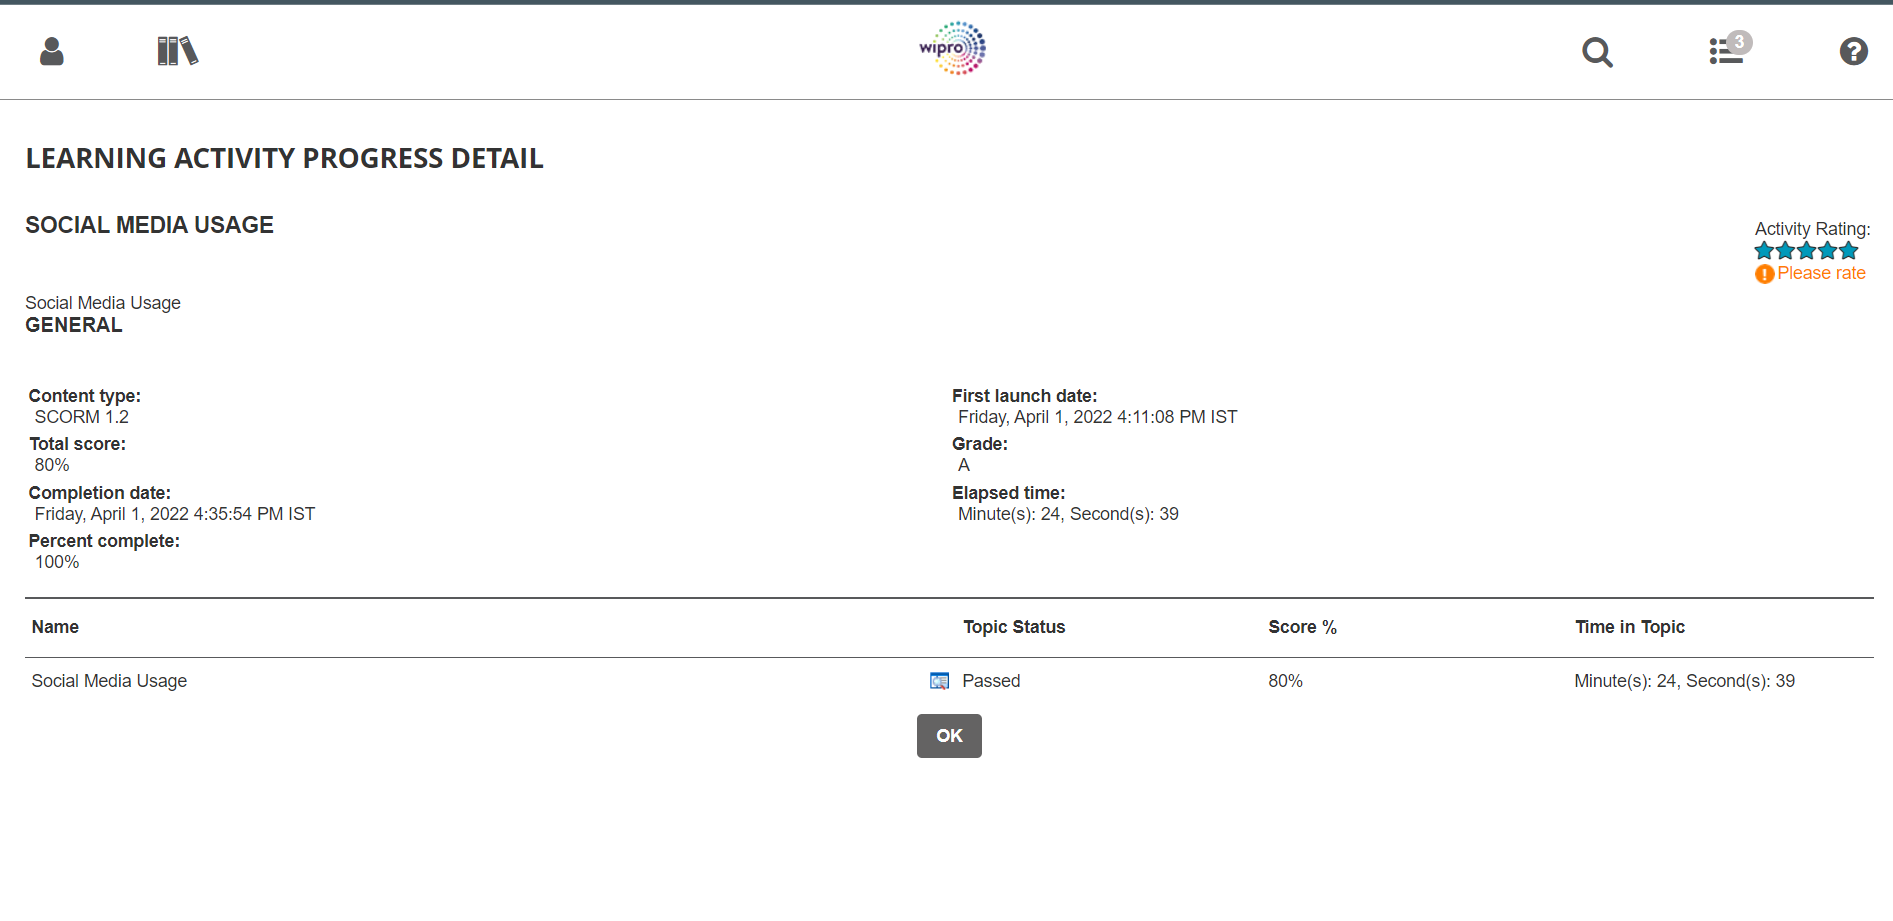 wipro
3
LEARNING ACTIVITY PROGRESS DETAIL
SOCIAL MEDIA USAGE
Activity Rating:
Please rate
Social Media Usage
GENERAL
Content type:
SCORM 1.2
Total score:
80%
Completion date:
Friday, April 1, 2022 4:35:54 PM IST
Percent complete:
100%
First launch date:
Friday, April 1, 2022 4:11:08 PM IST
Grade:
A
Elapsed time:
Minute(s): 24, Second(s): 39
Name Topic Status Score % Time in Topic
Social Media Usage Passed 80% Minute(s): 24, Second(s): 39
OK